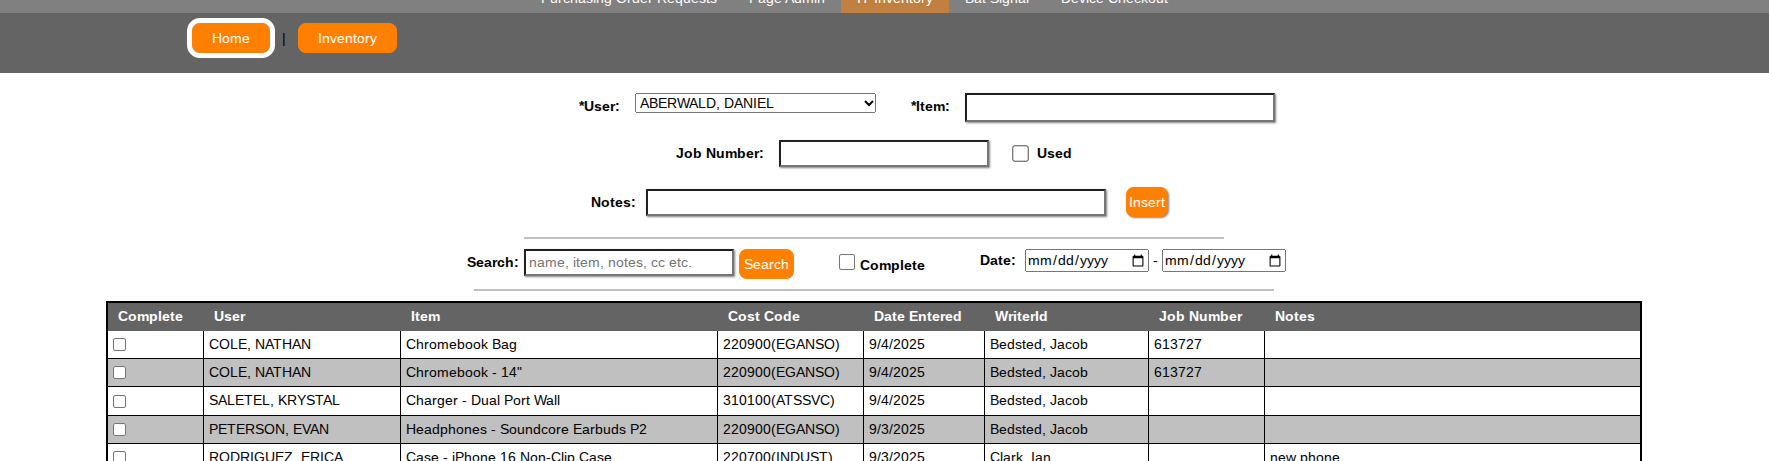 Purchasing Order Requests Page Admin IT Inventory Bat Signal Device Checkout
Home | Inventory
*User: ABERWALD, DANIEL *Item:
Job Number: Used
Notes: Insert
Search: name, item, notes, cc etc. Search Complete Date: mm/dd/yyyy - mm/dd/yyyy
Complete User Item Cost Code Date Entered WriterId Job Number Notes
COLE, NATHAN Chromebook Bag 220900(EGANSO) 9/4/2025 Bedsted, Jacob 613727
COLE, NATHAN Chromebook - 14" 220900(EGANSO) 9/4/2025 Bedsted, Jacob 613727
SALETEL, KRYSTAL Charger - Dual Port Wall 310100(ATSSVC) 9/4/2025 Bedsted, Jacob
PETERSON, EVAN Headphones - Soundcore Earbuds P2 220900(EGANSO) 9/3/2025 Bedsted, Jacob
RODRIGUEZ, ERICA Case - iPhone 16 Non-Clip Case 220700(INDUST) 9/3/2025 Clark, Ian new phone